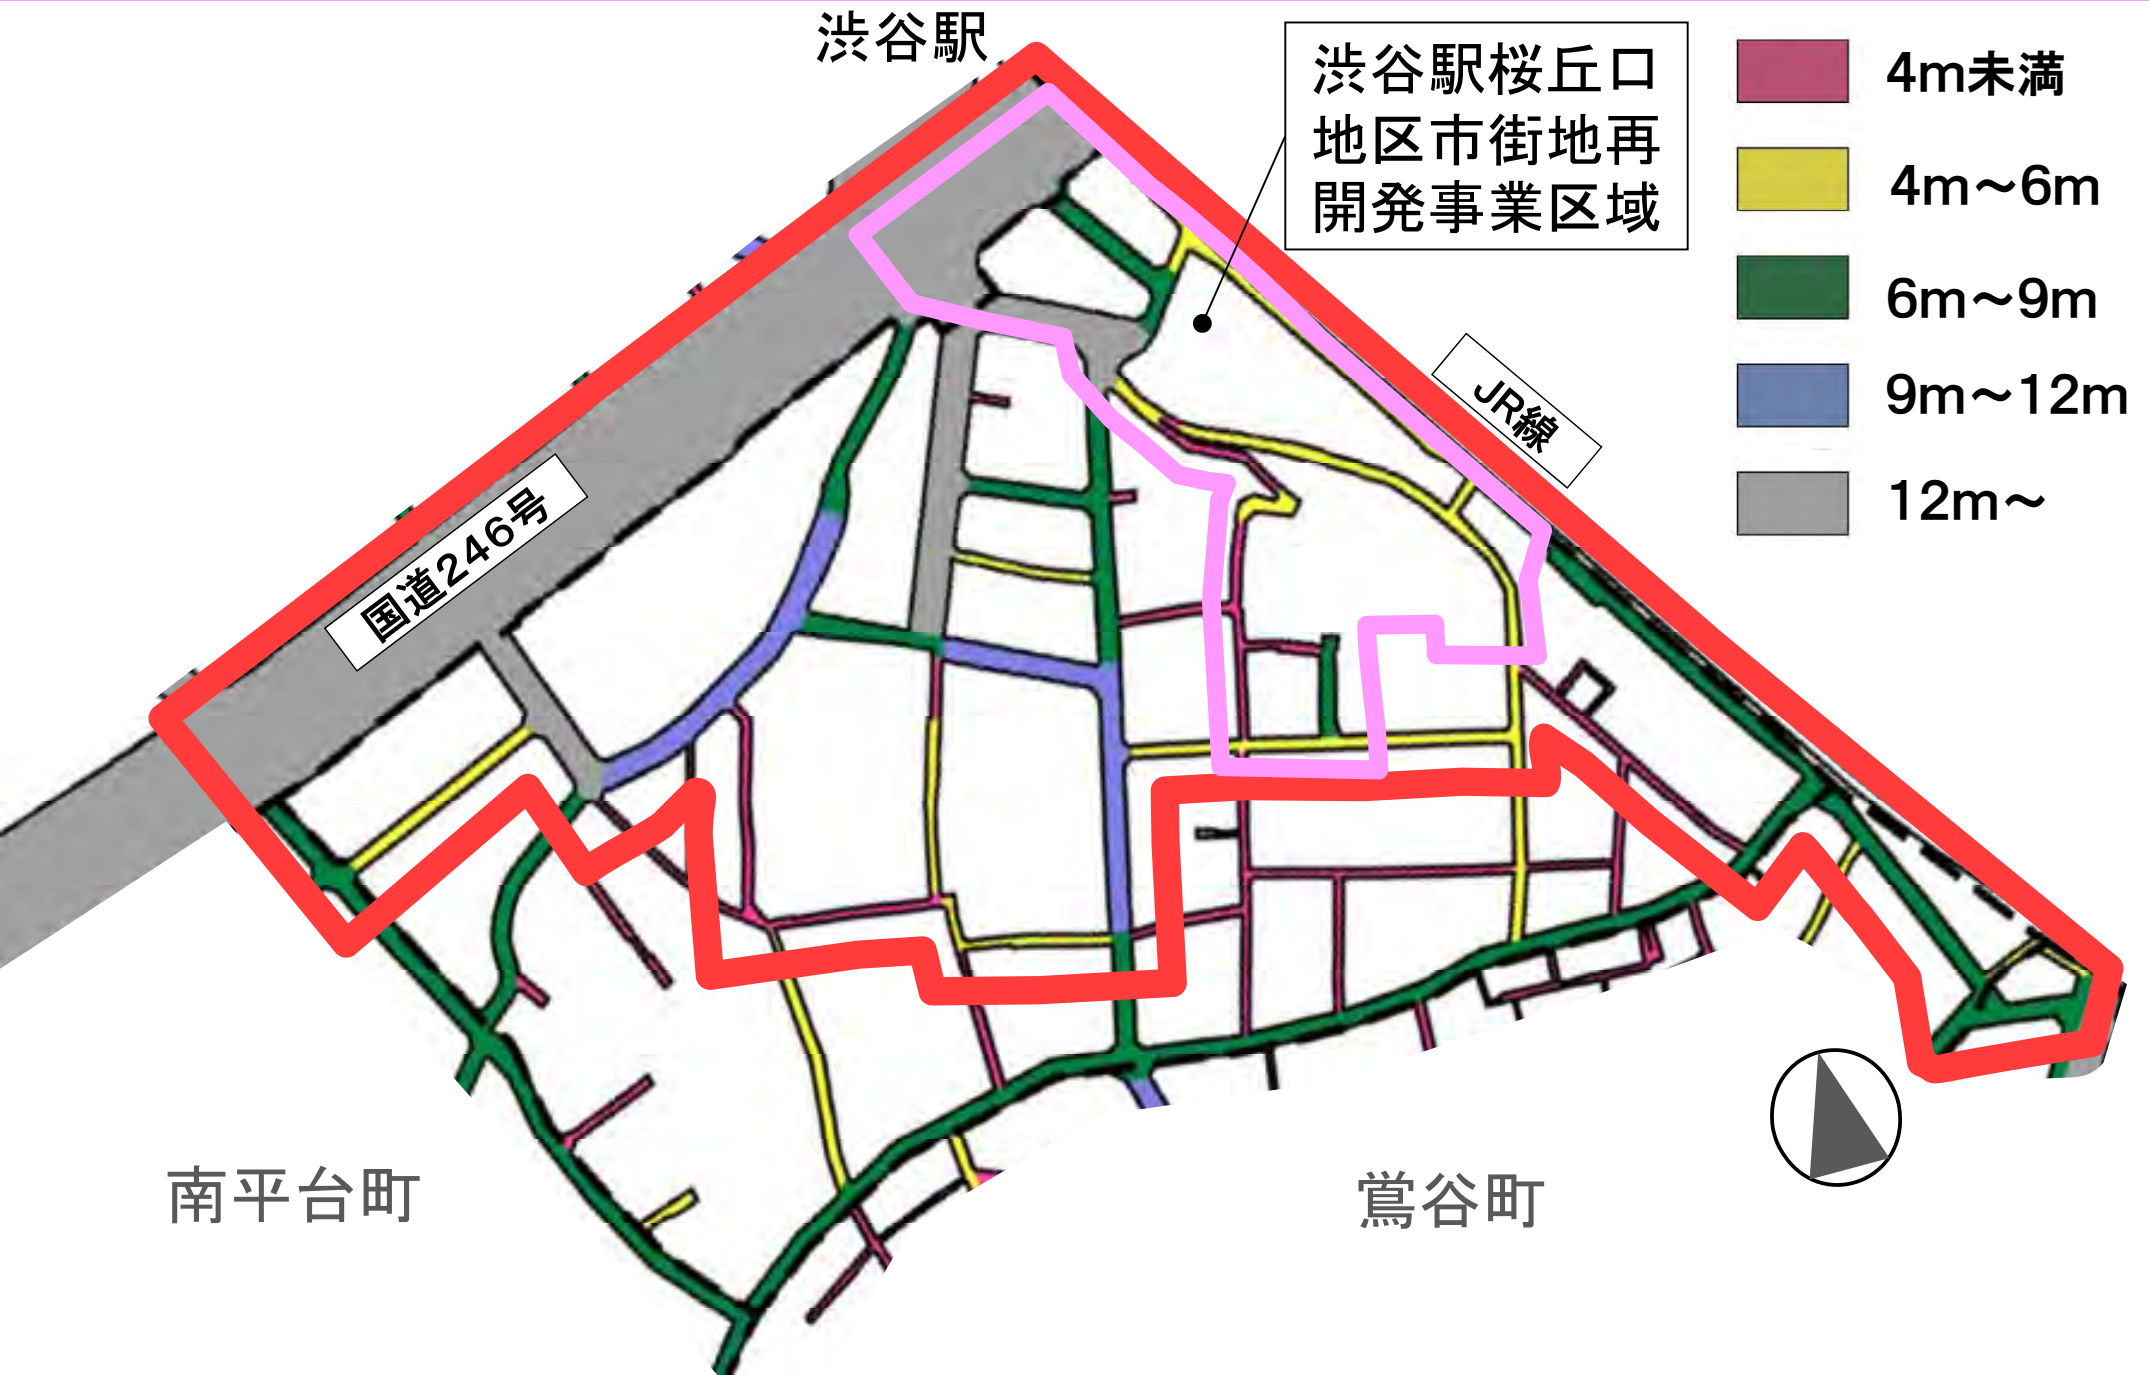 渋谷駅
渋谷駅桜丘口
地区市街地再
開発事業区域
4m未満
4m～6m
6m～9m
9m～12m
12m～
JR線
国道246号
南平台町
鶯谷町